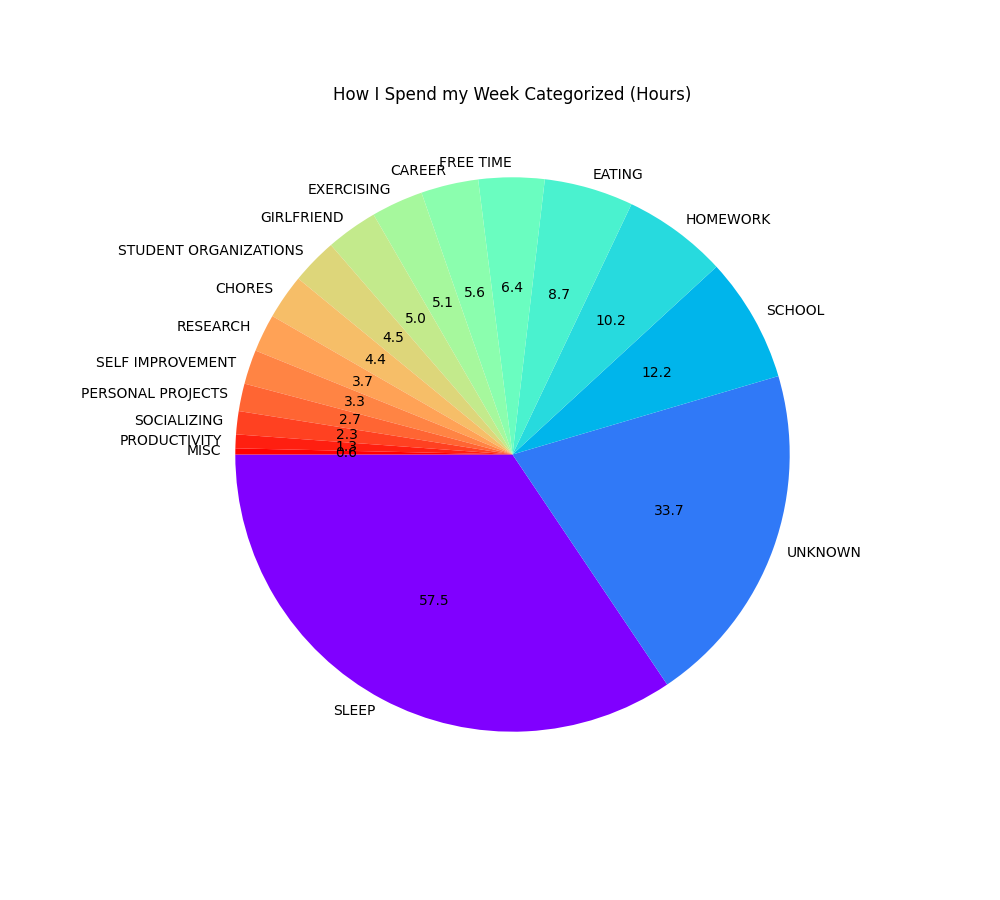 How I Spend my Week Categorized (Hours)
FREE TIME
CAREER
EATING
EXERCISING
GIRLFRIEND
HOMEWORK
STUDENT ORGANIZATIONS
CHORES
SCHOOL
RESEARCH
SELF IMPROVEMENT
PERSONAL PROJECTS
SOCIALIZING
PRODUCTIVITY
MISC
UNKNOWN
SLEEP
6.4
5.6
8.7
5.1
5.0
10.2
4.5
4.4
12.2
3.7
3.3
2.7
2.3
0.6
33.7
57.5